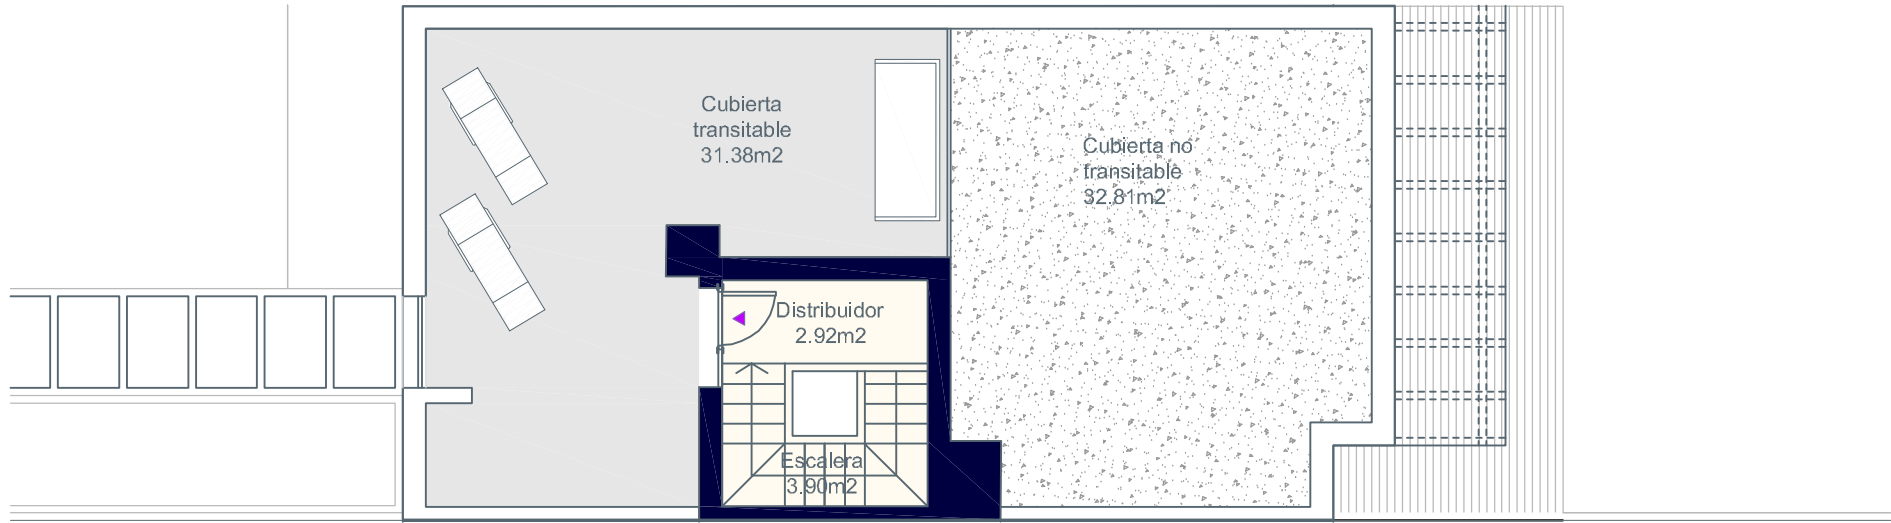 Cubierta
transitable
31.38m2
Cubierta no
transitable
32.81m2
Distribuidor
2.92m2
Escalera
3.90m2